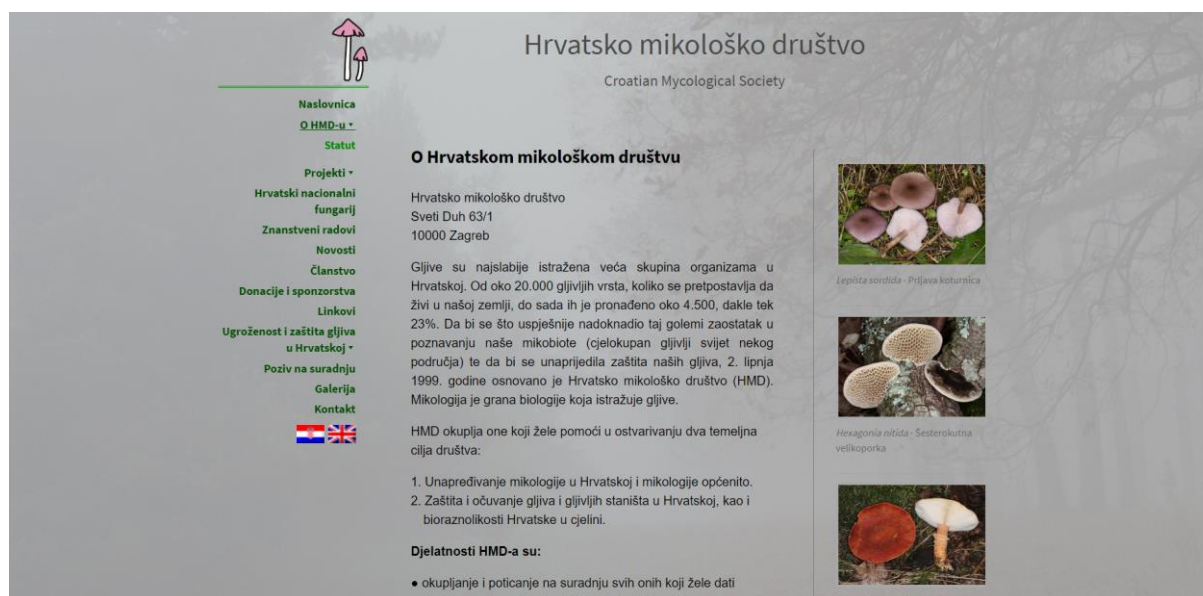 Hrvatsko mikološko društvo
Croatian Mycological Society
Naslovnica
O HMD-u
Statut
Projekti
Hrvatski nacionalni
fungarij
Znanstveni radovi
Novosti
Članstvo
Donacije i sponzorstva
Linkovi
Ugroženost i zaštita gljiva
u Hrvatskoj
Poziv na suradnju
Galerija
Kontakt
O Hrvatskom mikološkom društvu
Hrvatsko mikološko društvo
Sveti Duh 63/1
10000 Zagreb
Gljive su najslabije istražena veća skupina organizama u
Hrvatskoj. Od oko 20.000 gljivljih vrsta, koliko se pretpostavlja da
živi u našoj zemlji, do sada ih je pronađeno oko 4.500, dakle tek
23%. Da bi se što uspješnije nadoknadio taj golemi zaostatak u
poznavanju naše mikobiote (cjelokupan gljivlji svijet nekog
područja) te da bi se unaprijedila zaštita naših gljiva, 2. lipnja
1999. godine osnovano je Hrvatsko mikološko društvo (HMD).
Mikologija je grana biologije koja istražuje gljive.
HMD okuplja one koji žele pomoći u ostvarivanju dva temeljna
cilja društva:
1. Unapređivanje mikologije u Hrvatskoj i mikologije općenito.
2. Zaštita i očuvanje gljiva i gljivljih staništa u Hrvatskoj, kao i
bioraznolikosti Hrvatske u cjelini.
Djelatnosti HMD-a su:
● okupljanje i poticanje na suradnju svih onih koji žele dati
Lepista sordida - Prljava koturnica
Hexagonia nitida - Šesterokutna
velikoporka